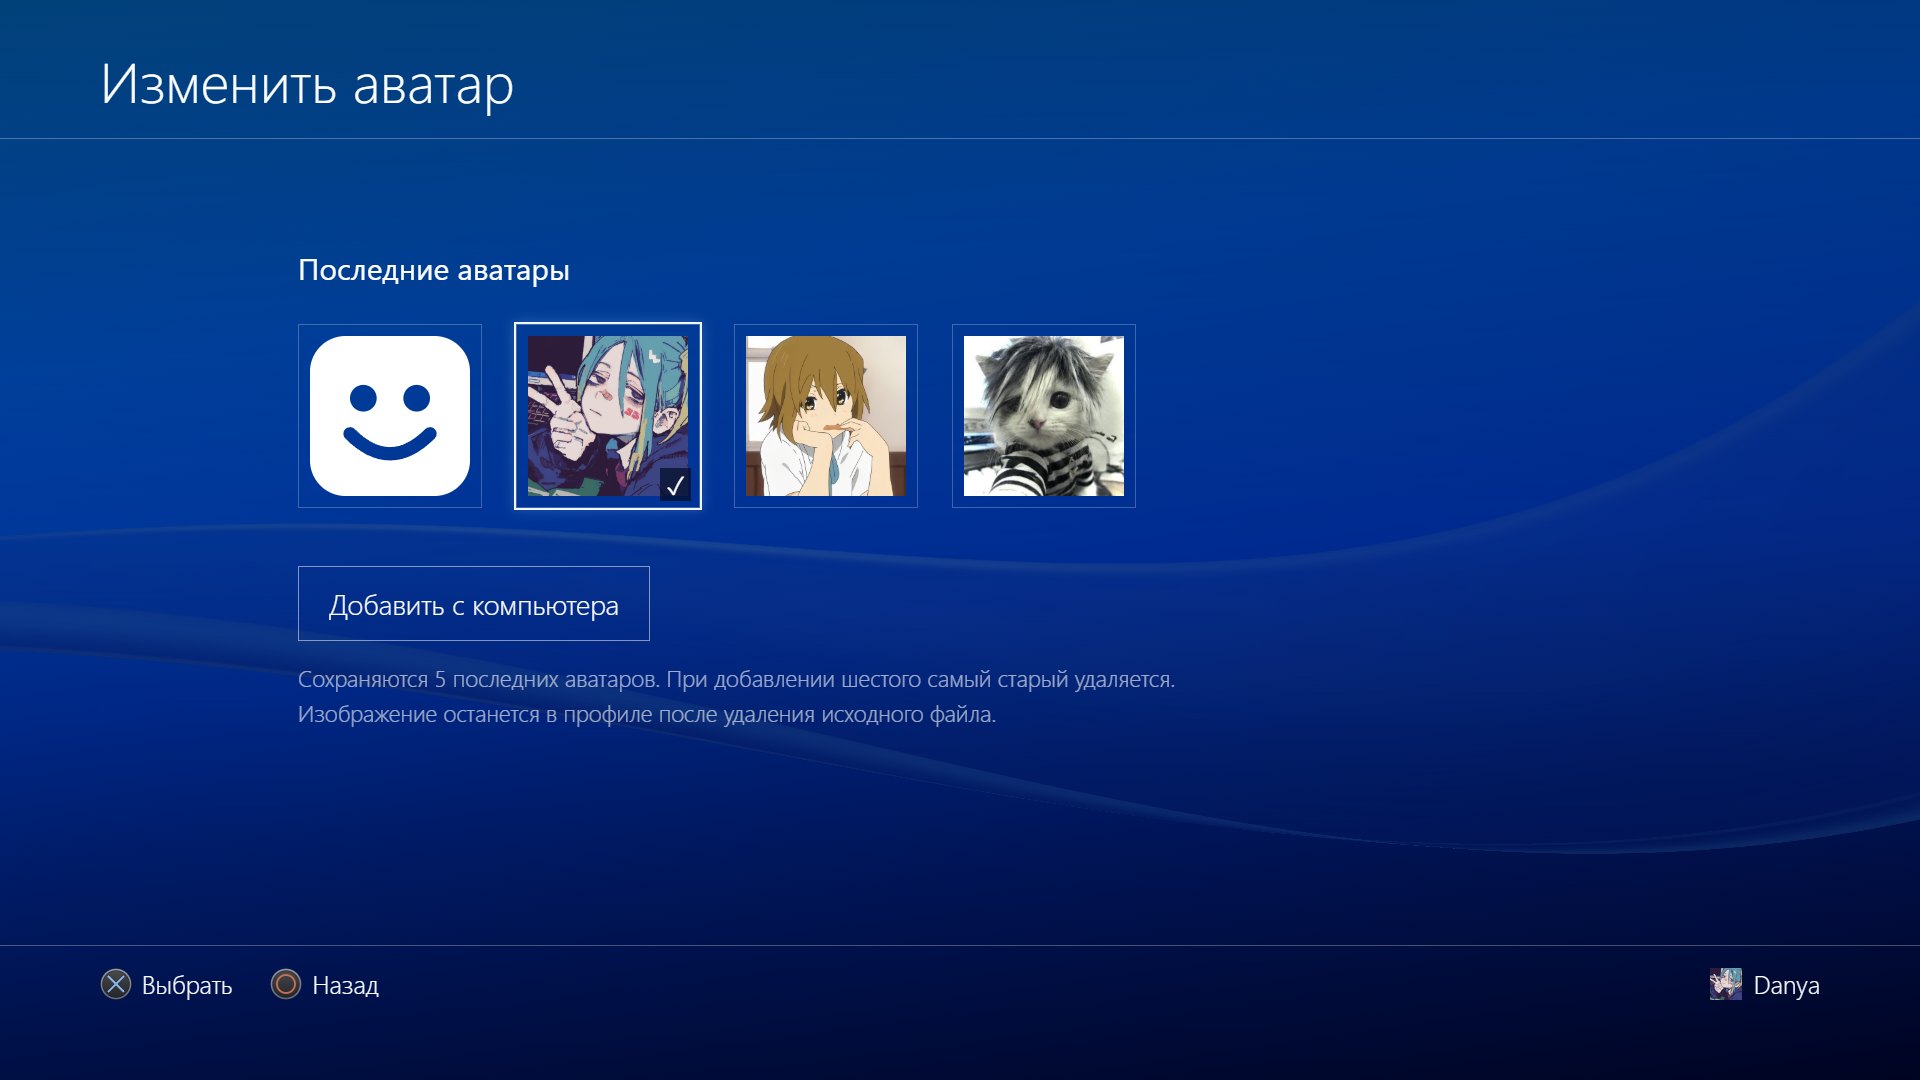 Изменить аватар
Последние аватары
Добавить с компьютера
Сохраняются 5 последних аватаров. При добавлении шестого самый старый удаляется.
Изображение останется в профиле после удаления исходного файла.
Выбрать
Назад
Danya